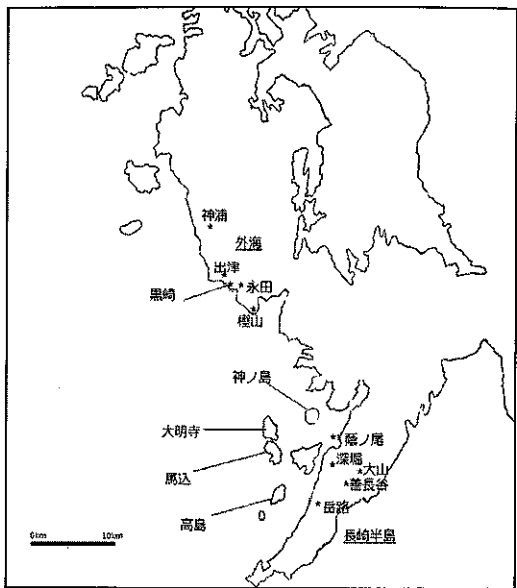 神浦
外海
出津
黒崎
永田
樫山
神ノ島
大明寺
蔭ノ尾
深堀
大山
馬込
善長谷
高島
岳路
0km 10km
長崎半島